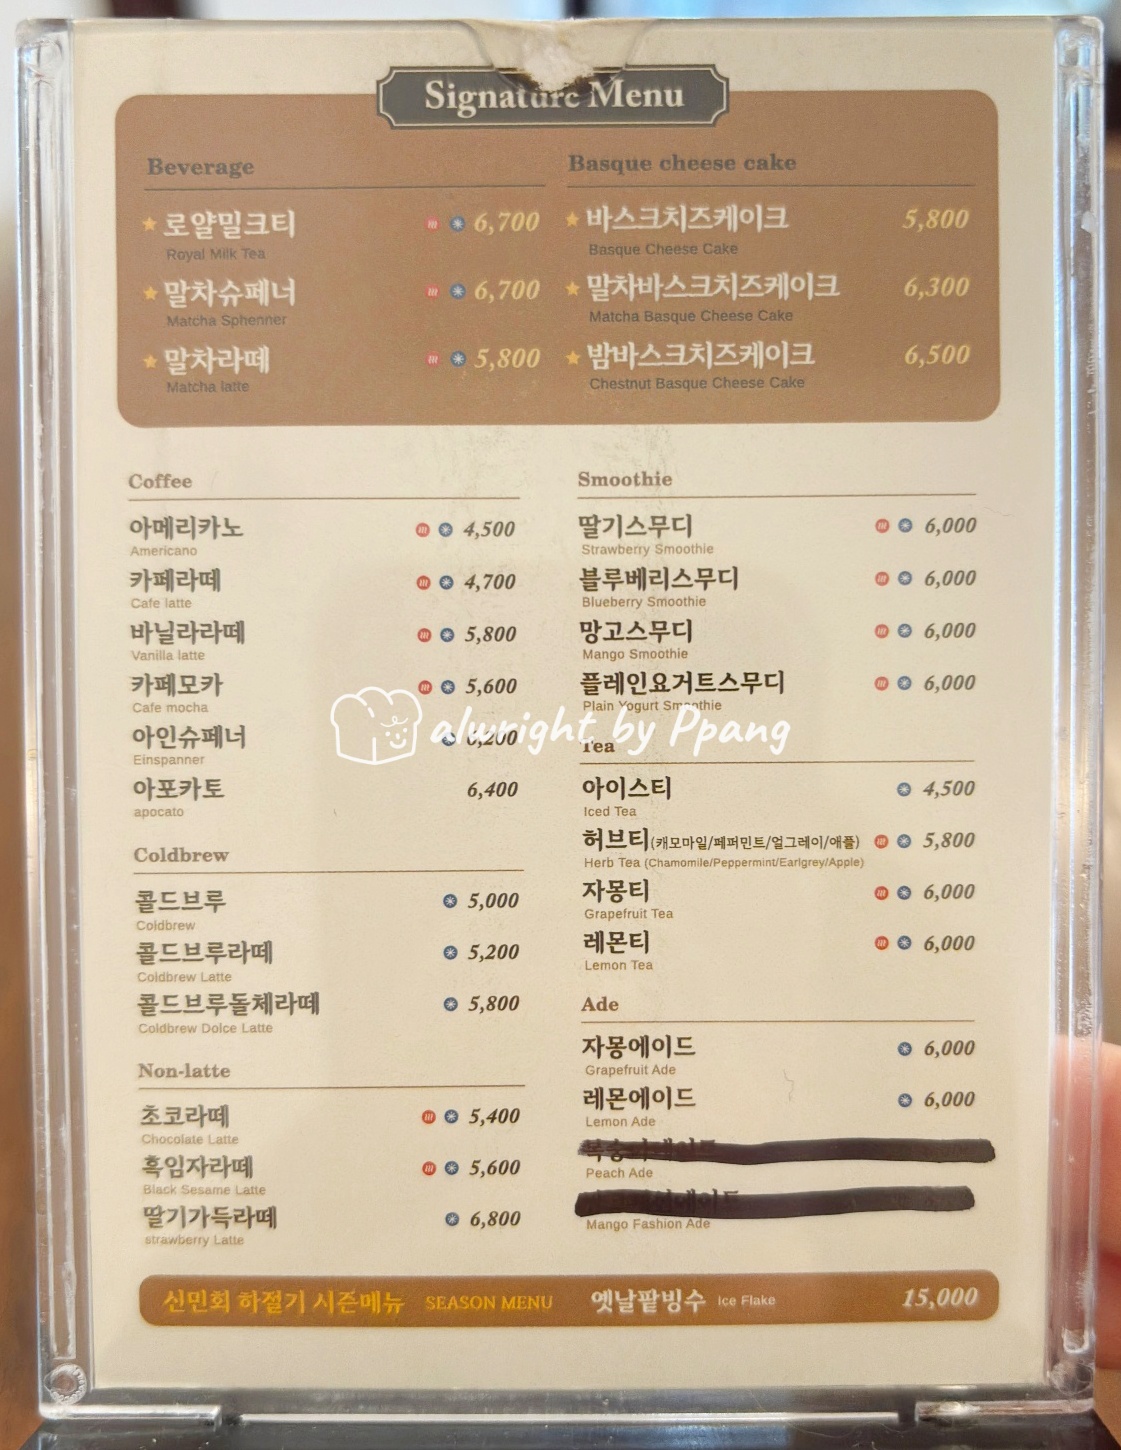 Signature Menu
Beverage
★ 로얄밀크티 6,700
Royal Milk Tea
★ 말차슈페너 6,700
Matcha Sphenner
★ 말차라떼 5,800
Matcha latte
Basque cheese cake
★ 바스크치즈케이크 5,800
Basque Cheese Cake
★ 말차바스크치즈케이크 6,300
Matcha Basque Cheese Cake
★ 밤바스크치즈케이크 6,500
Chestnut Basque Cheese Cake
Coffee
아메리카노 4,500
Americano
카페라떼 4,700
Cafe latte
바닐라라떼 5,800
Vanilla latte
카페모카 5,600
Cafe mocha
아인슈페너 6,200
Einspanner
아포카토 6,400
apocato
Coldbrew
콜드브루 5,000
Coldbrew
콜드브루라떼 5,200
Coldbrew Latte
콜드브루돌체라떼 5,800
Coldbrew Dolce Latte
Non-latte
초코라떼 5,400
Chocolate Latte
흑임자라떼 5,600
Black Sesame Latte
딸기가득라떼 6,800
strawberry Latte
Smoothie
딸기스무디 6,000
Strawberry Smoothie
블루베리스무디 6,000
Blueberry Smoothie
망고스무디 6,000
Mango Smoothie
플레인요거트스무디 6,000
Plain Yogurt Smoothie
alwright by Ppang
Tea
아이스티 4,500
Iced Tea
허브티(캐모마일/페퍼민트/얼그레이/애플) 5,800
Herb Tea (Chamomile/Peppermint/Earlgrey/Apple)
자몽티 6,000
Grapefruit Tea
레몬티 6,000
Lemon Tea
Ade
자몽에이드 6,000
Grapefruit Ade
레몬에이드 6,000
Lemon Ade
Peach Ade
Mango Fashion Ade
신민회 하절기 시즌메뉴 SEASON MENU 옛날팥빙수 Ice Flake 15,000